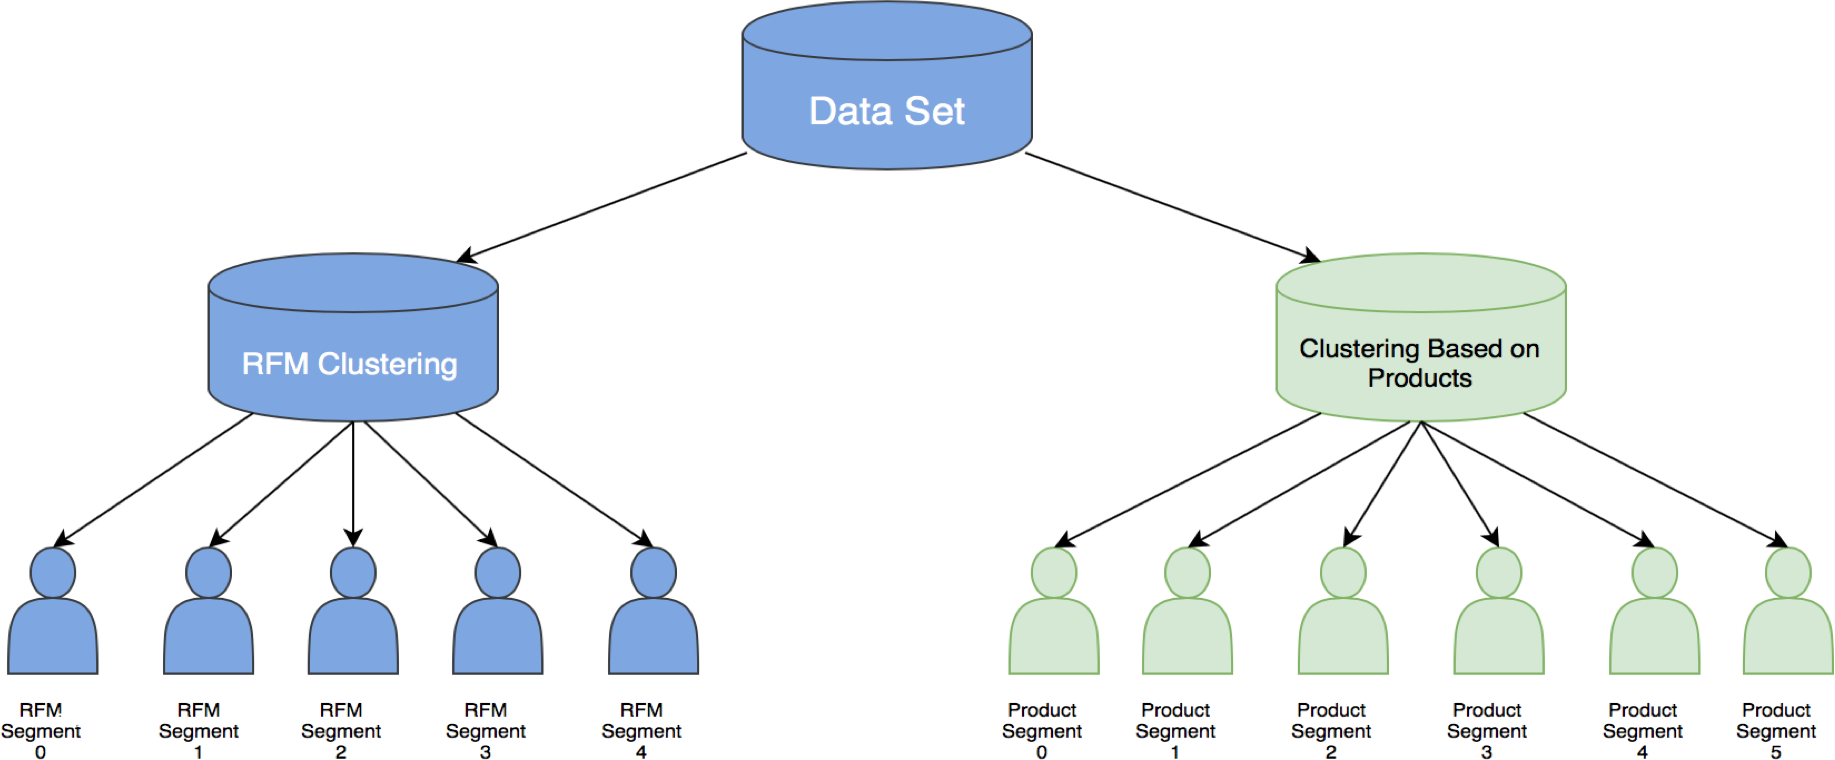 Data Set
RFM Clustering
Clustering Based on
Products
RFM
Segment
0
RFM
Segment
1
RFM
Segment
2
RFM
Segment
3
RFM
Segment
4
Product
Segment
0
Product
Segment
1
Product
Segment
2
Product
Segment
3
Product
Segment
4
Product
Segment
5